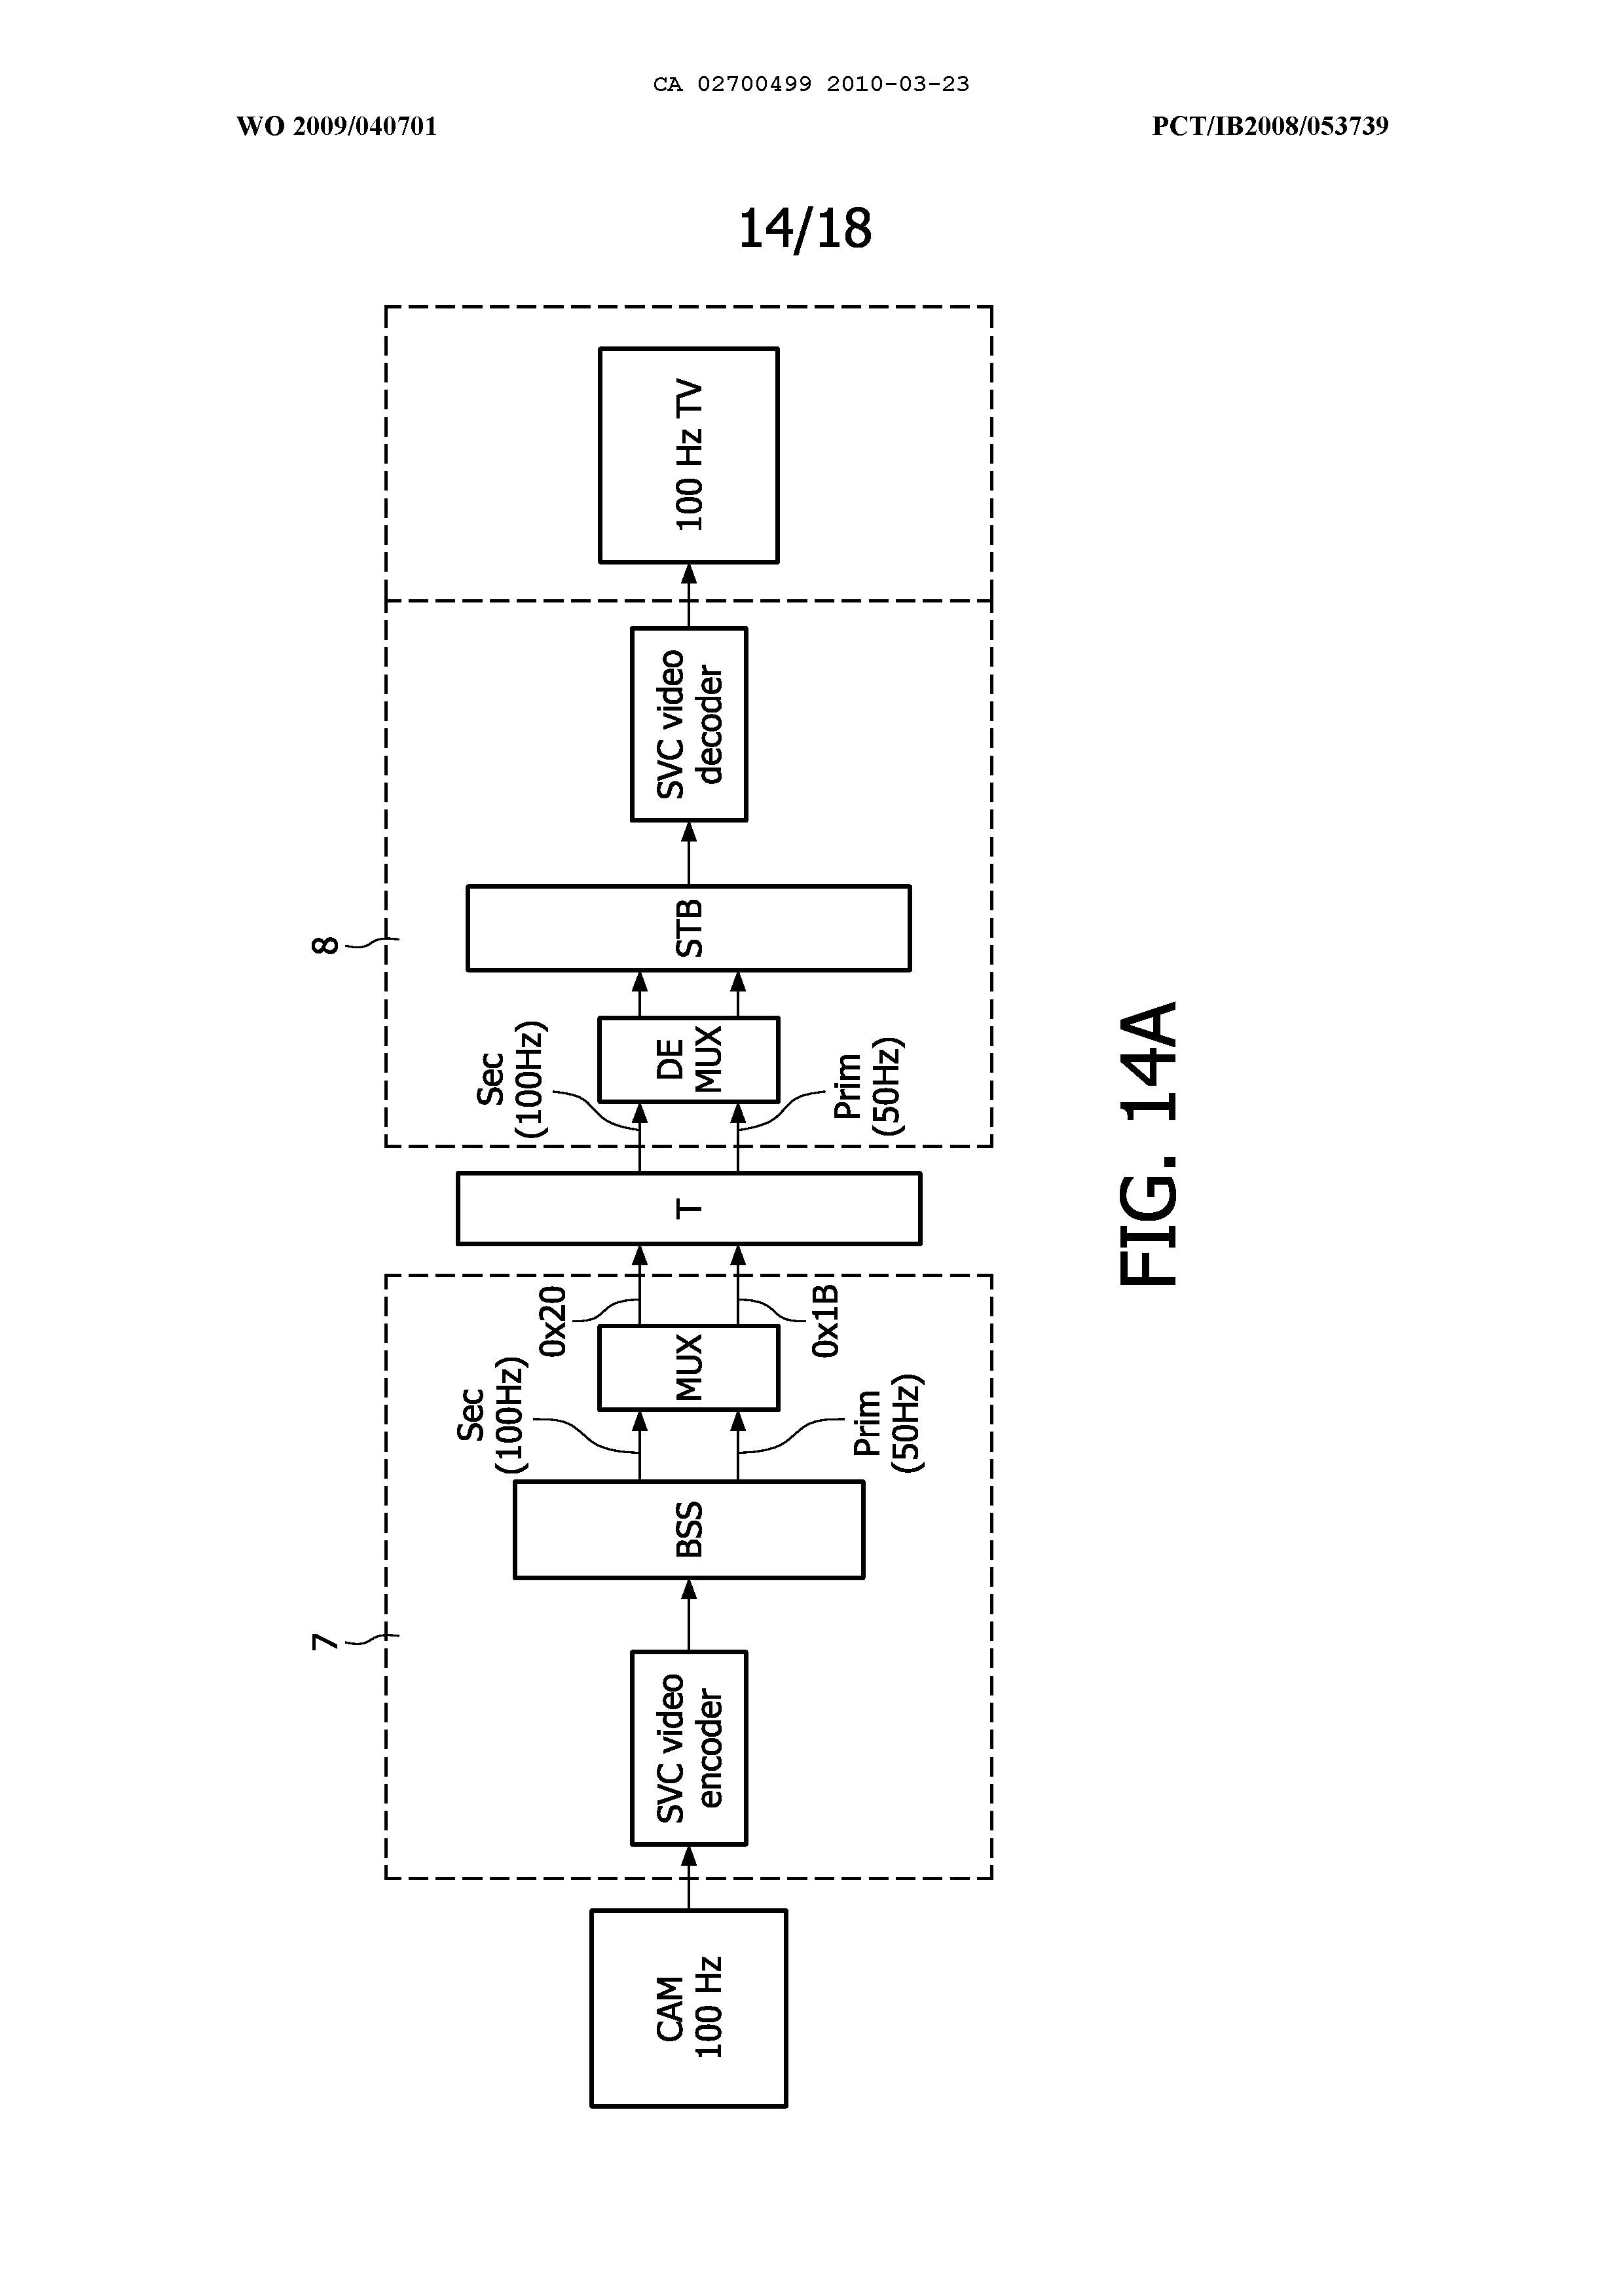 CA 02700499 2010-03-23
WO 2009/040701
PCT/IB2008/053739
14/18
CAM
100 Hz
7
SVC video
encoder
BSS
Sec
(100Hz)
Prim
(50Hz)
MUX
0x20
0x1B
T
8
Sec
(100Hz)
Prim
(50Hz)
DE
MUX
STB
SVC video
decoder
100 Hz TV
FIG. 14A